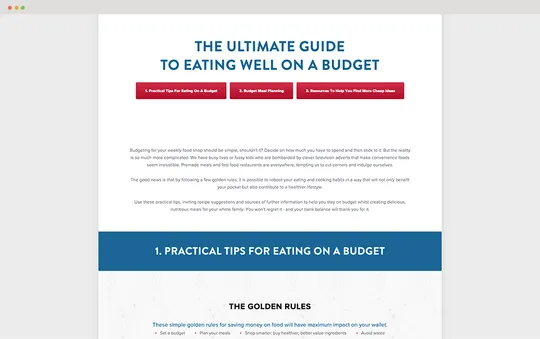 THE ULTIMATE GUIDE
TO EATING WELL ON A BUDGET
1. Practical Tips For Eating On A Budget
2. Budget Meal Planning
3. Resources To Help You Find More Cheap Ideas
Budgeting for your weekly food shop should be simple, shouldn't it? Decide on how much you have to spend and then stick to it. But the reality
is so much more complicated. We have busy lives or fussy kids who are bombarded by clever television adverts that make convenience foods
seem irresistible. Premade meals and fast food restaurants are everywhere, tempting us to cut corners and indulge ourselves.
The good news is that by following a few golden rules, it is possible to reboot your eating and cooking habits in a way that will not only benefit
your pocket but also contribute to a healthier lifestyle.
Use these practical tips, inviting recipe suggestions and sources of further information to help you stay on budget whilst creating delicious,
nutritious meals for your whole family. You won't regret it - and your bank balance will thank you for it.
1. PRACTICAL TIPS FOR EATING ON A BUDGET
THE GOLDEN RULES
These simple golden rules for saving money on food will have maximum impact on your wallet.
• Set a budget • Plan your meals • Shop smarter: buy healthier, better value ingredients • Avoid waste